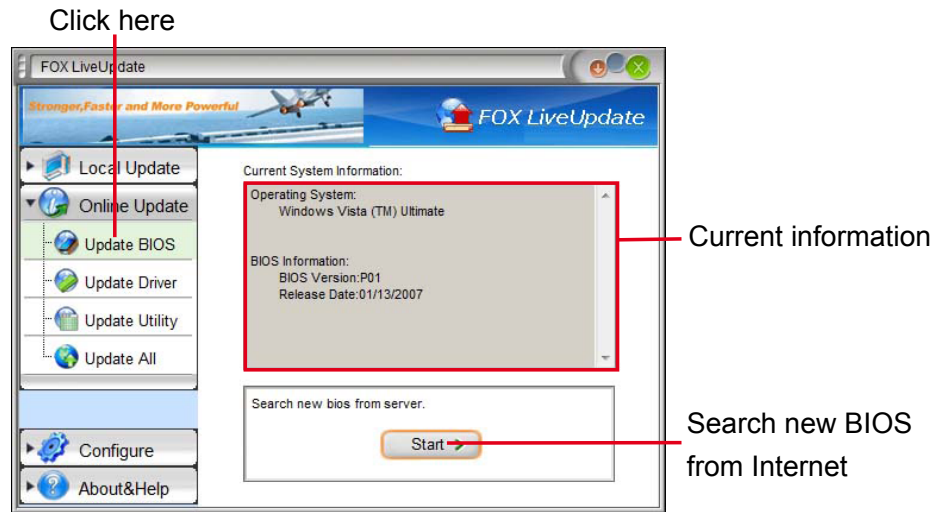 Click here
FOX LiveUpdate
Stronger,Faster and More Powerful
FOX LiveUpdate
Local Update
Online Update
Update BIOS
Update Driver
Update Utility
Update All
Configure
About&Help
Current System Information:
Operating System:
Windows Vista (TM) Ultimate
BIOS Information:
BIOS Version:P01
Release Date:01/13/2007
Search new bios from server.
Start
Current information
Search new BIOS
from Internet